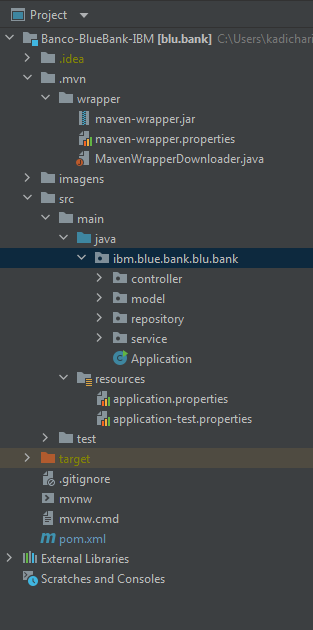 Project
Banco-BlueBank-IBM [blu.bank] C:\Users\kadichari
.idea
.mvn
wrapper
maven-wrapper.jar
maven-wrapper.properties
MavenWrapperDownloader.java
imagens
src
main
java
ibm.blue.bank.blu.bank
controller
model
repository
service
Application
resources
application.properties
application-test.properties
test
target
.gitignore
mvnw
mvnw.cmd
pom.xml
External Libraries
Scratches and Consoles